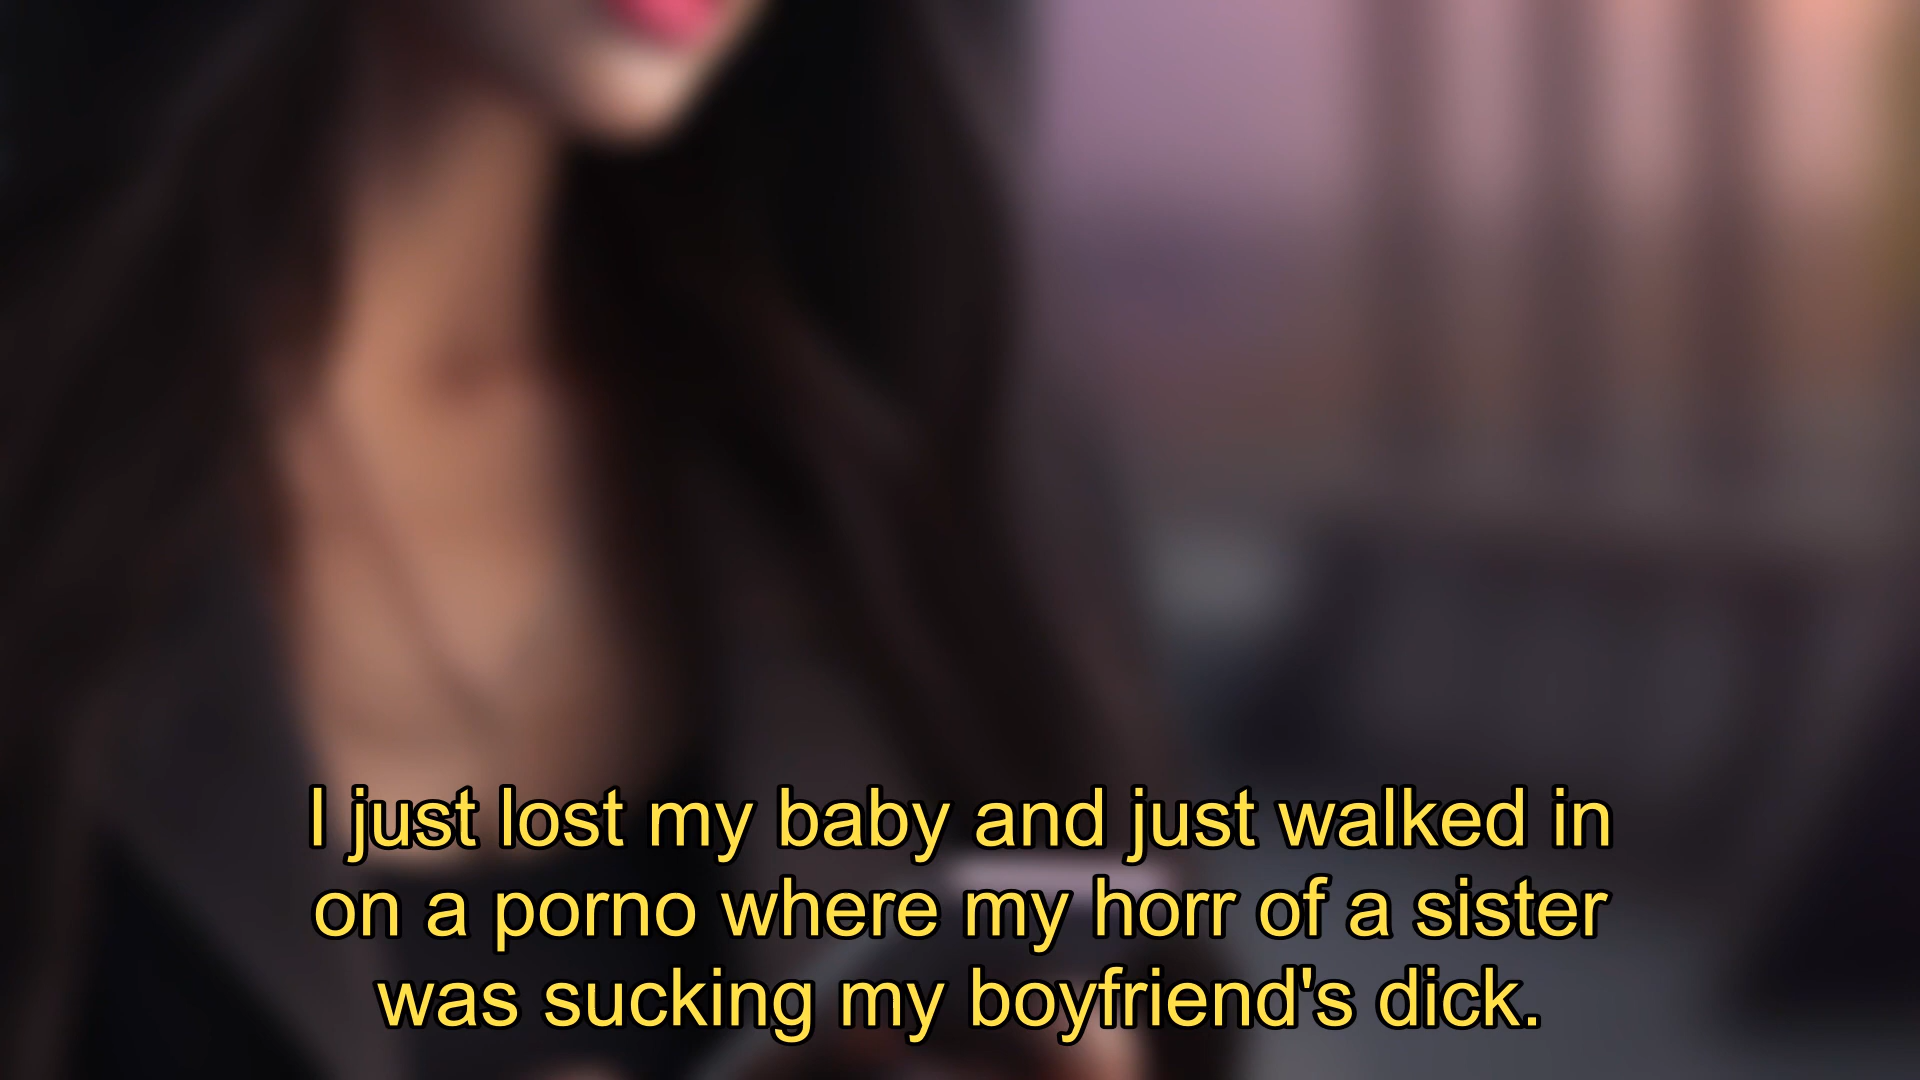 I just lost my baby and just walked in
on a porno where my horr of a sister
was sucking my boyfriend's dick.